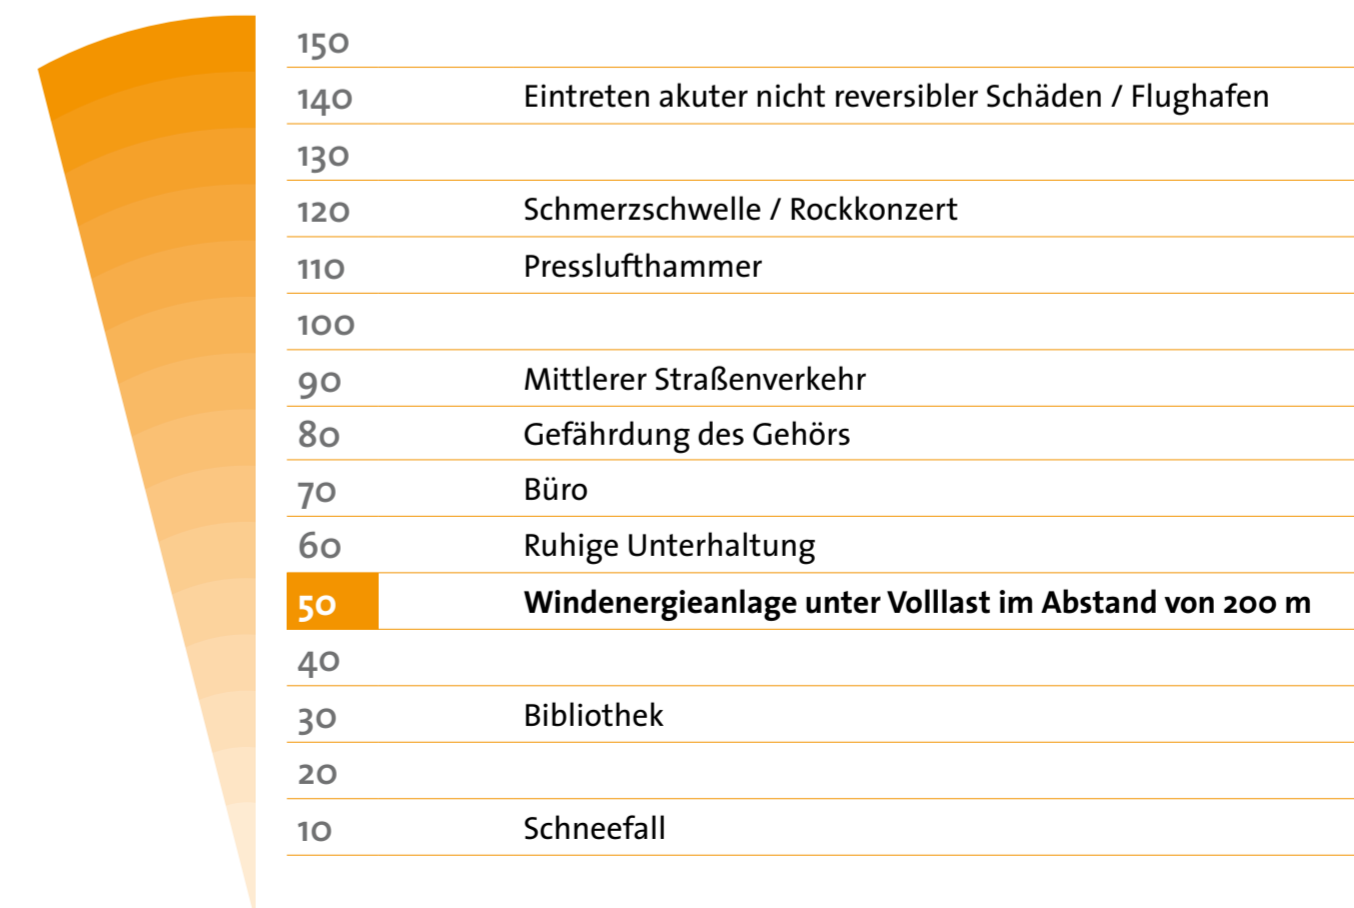 150
140 Eintreten akuter nicht reversibler Schäden / Flughafen
130
120 Schmerzschwelle / Rockkonzert
110 Presslufthammer
100
90 Mittlerer Straßenverkehr
80 Gefährdung des Gehörs
70 Büro
60 Ruhige Unterhaltung
50 Windenergieanlage unter Volllast im Abstand von 200 m
40
30 Bibliothek
20
10 Schneefall